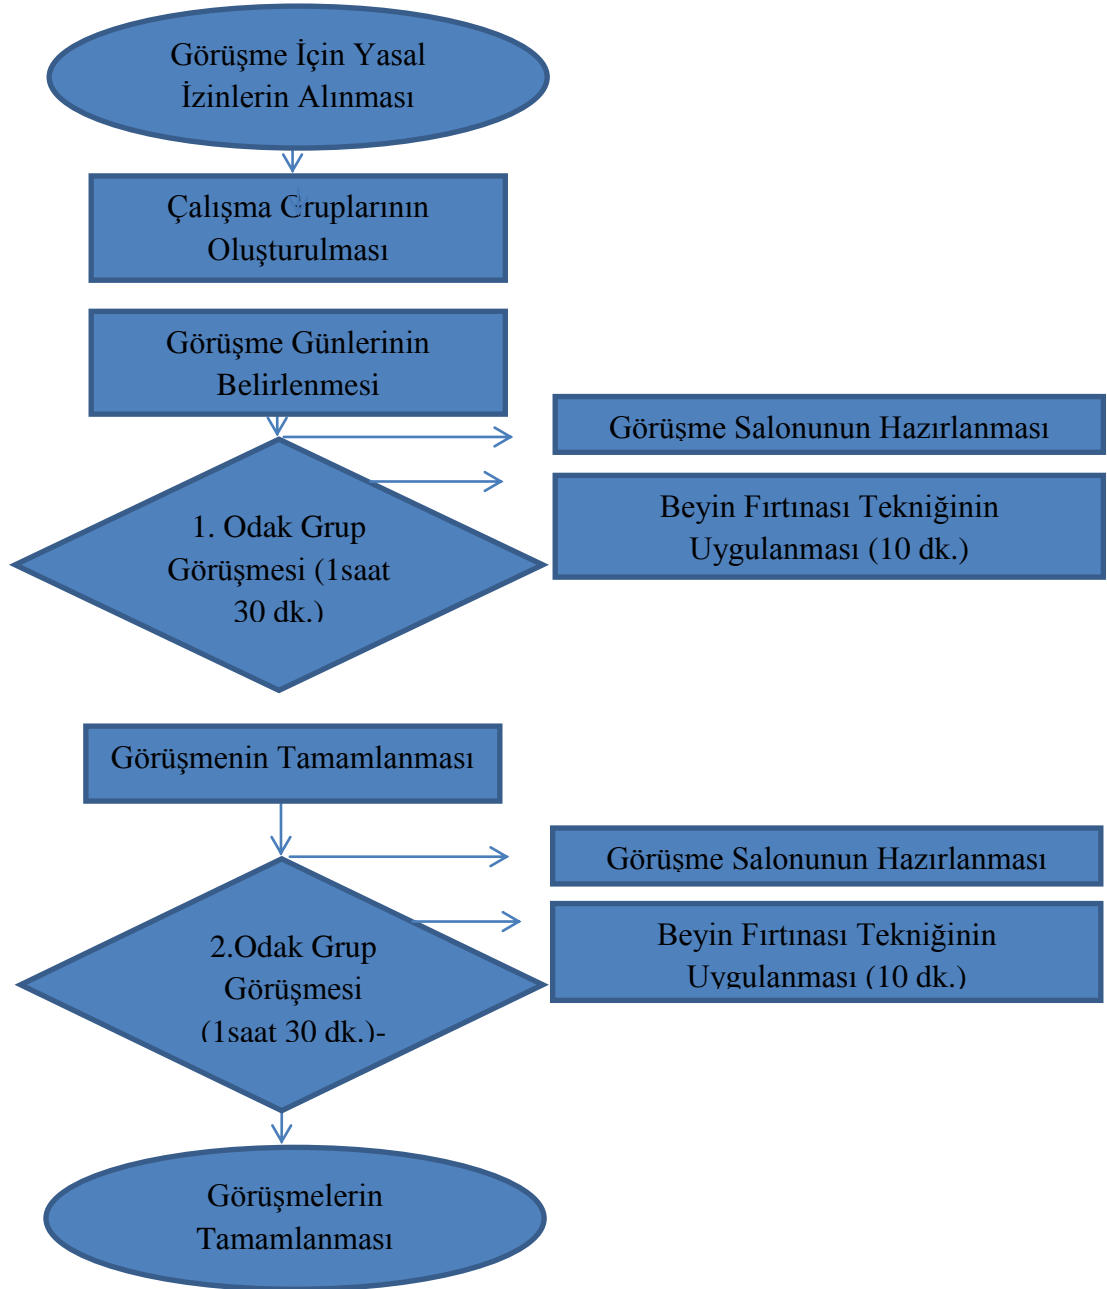 Görüşme İçin Yasal
İzinlerin Alınması
Çalışma Gruplarının
Oluşturulması
Görüşme Günlerinin
Belirlenmesi
Görüşme Salonunun Hazırlanması
Beyin Fırtınası Tekniğinin
Uygulanması (10 dk.)
1. Odak Grup
Görüşmesi (1saat
30 dk.)
Görüşmenin Tamamlanması
Görüşme Salonunun Hazırlanması
Beyin Fırtınası Tekniğinin
Uygulanması (10 dk.)
2.Odak Grup
Görüşmesi
(1saat 30 dk.)-
Görüşmelerin
Tamamlanması